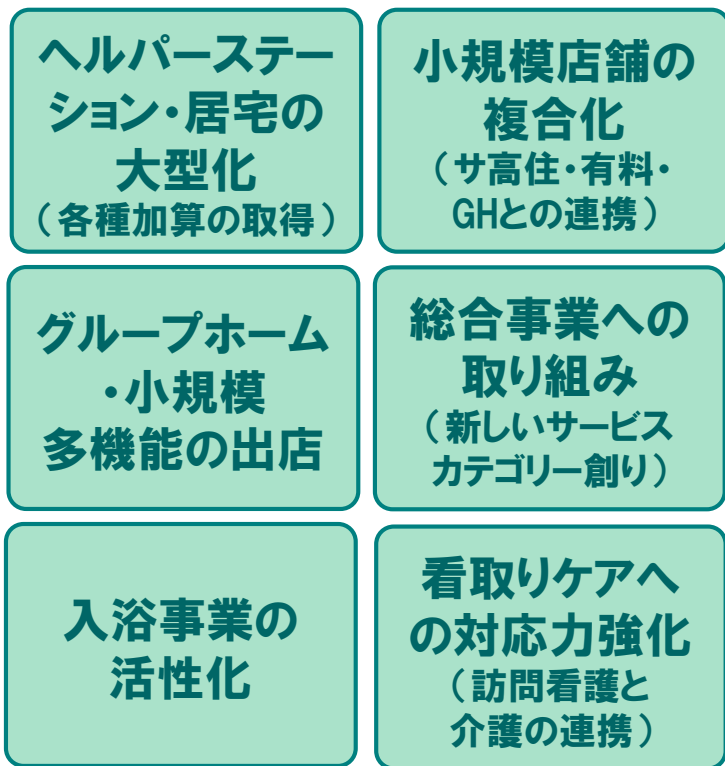 ヘルパーステー
ション・居宅の
大型化
（各種加算の取得）
小規模店舗の
複合化
（サ高住・有料・
GHとの連携）
グループホーム
・小規模
多機能の出店
総合事業への
取り組み
（新しいサービス
カテゴリー創り）
入浴事業の
活性化
看取りケアへ
の対応力強化
（訪問看護と
介護の連携）